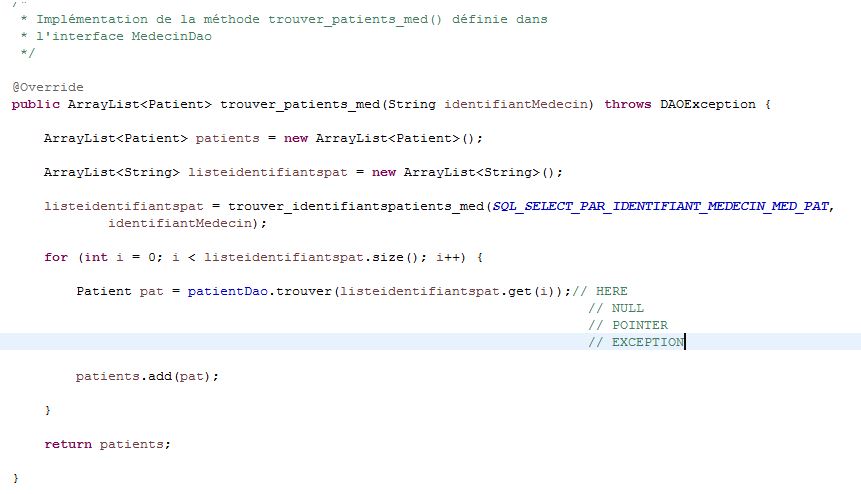 * Implémentation de la méthode trouver_patients_med() définie dans
* l'interface MedecinDao
*/
@Override
public ArrayList<Patient> trouver_patients_med(String identifiantMedecin) throws DAOException {
ArrayList<Patient> patients = new ArrayList<Patient>();
ArrayList<String> listeidentifiantspat = new ArrayList<String>();
listeidentifiantspat = trouver_identifiantspatients_med(SQL_SELECT_PAR_IDENTIFIANT_MEDECIN_MED_PAT,
identifiantMedecin);
for (int i = 0; i < listeidentifiantspat.size(); i++) {
Patient pat = patientDao.trouver(listeidentifiantspat.get(i));// HERE
// NULL
// POINTER
// EXCEPTION
patients.add(pat);
}
return patients;
}